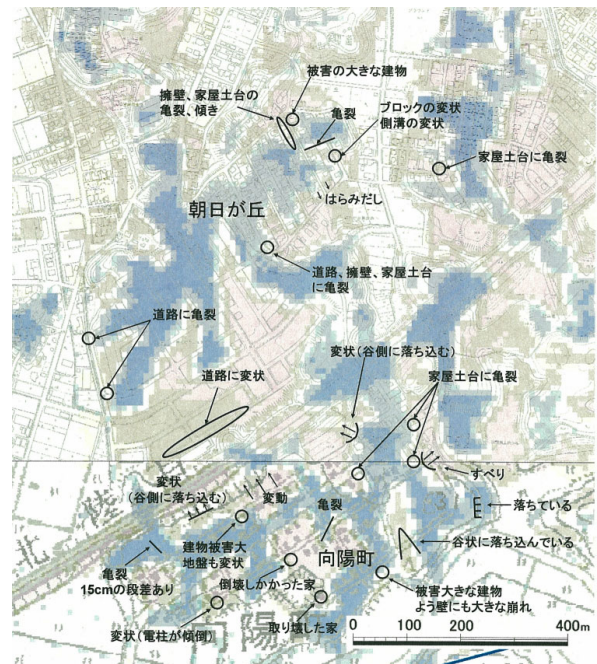 被害の大きな建物
擁壁、家屋土台の
亀裂、傾き
亀裂
ブロックの変状
側溝の変状
家屋土台に亀裂
はらみだし
朝日が丘
道路、擁壁、家屋土台
に亀裂
道路に亀裂
変状(谷側に落ち込む)
道路に変状
家屋土台に亀裂
すべり
変状
(谷側に落ち込む)
変動
亀裂
落ちている
建物被害大
地盤も変状
向陽町
谷状に落ち込んでいる
亀裂
15cmの段差あり
倒壊しかかった家
被害大きな建物
よう壁にも大きな崩れ
変状(電柱が傾倒)
取り壊した家
向陽
0 100 200 400m